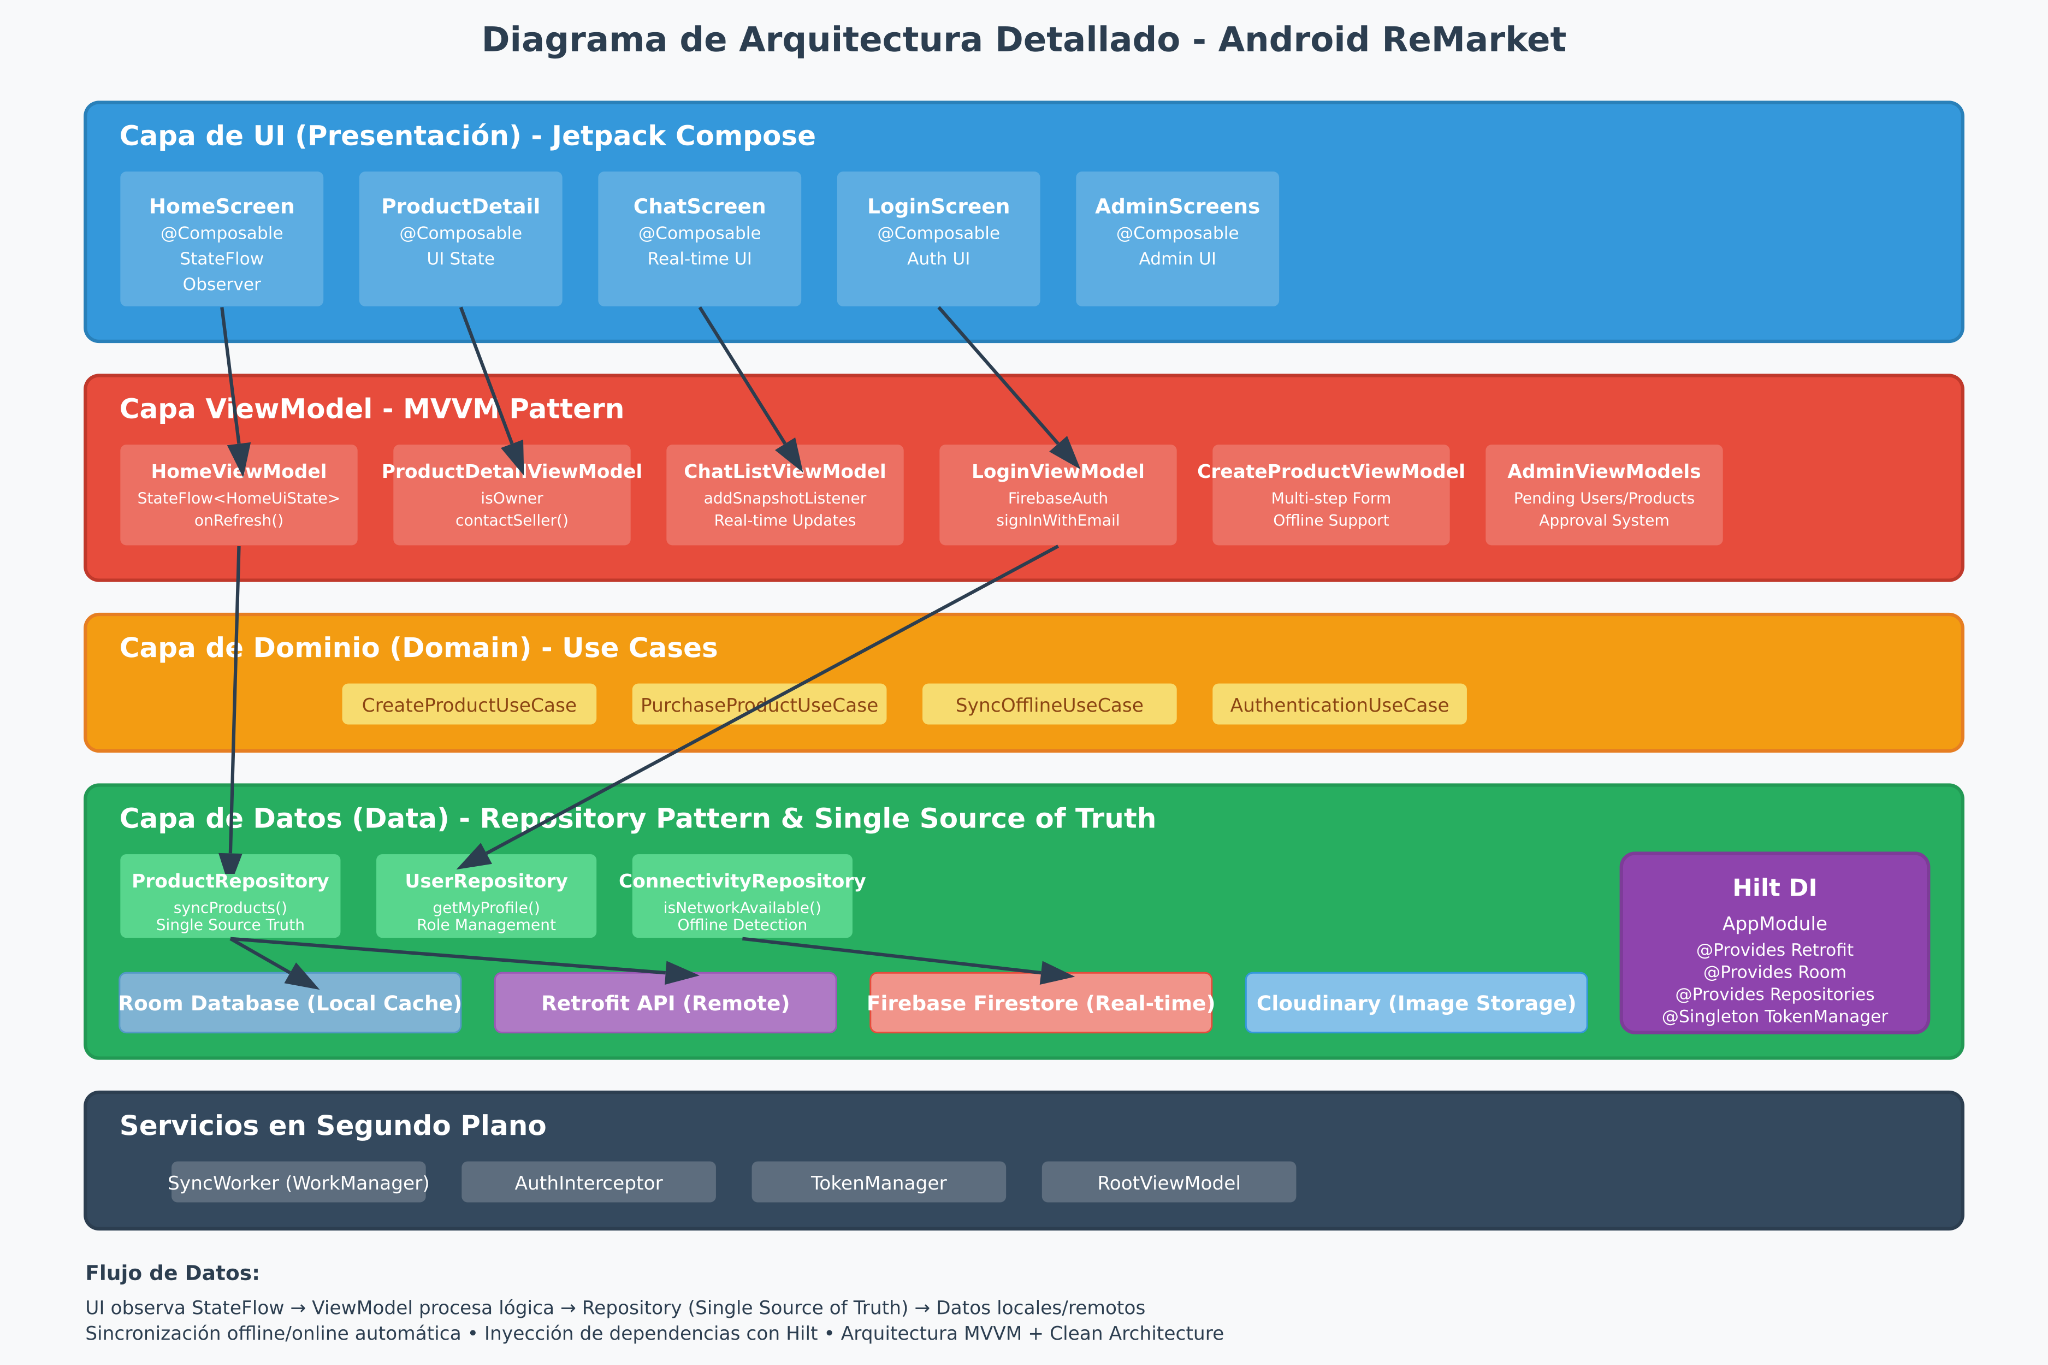 Diagrama de Arquitectura Detallado - Android ReMarket
Capa de UI (Presentación) - Jetpack Compose
HomeScreen
@Composable
StateFlow
Observer
ProductDetail
@Composable
UI State
ChatScreen
@Composable
Real-time UI
LoginScreen
@Composable
Auth UI
AdminScreens
@Composable
Admin UI
Capa ViewModel - MVVM Pattern
HomeViewModel
StateFlow<HomeUiState>
onRefresh()
ProductDetailViewModel
isOwner
contactSeller()
ChatListViewModel
addSnapshotListener
Real-time Updates
LoginViewModel
FirebaseAuth
signInWithEmail
CreateProductViewModel
Multi-step Form
Offline Support
AdminViewModels
Pending Users/Products
Approval System
Capa de Dominio (Domain) - Use Cases
CreateProductUseCase
PurchaseProductUseCase
SyncOfflineUseCase
AuthenticationUseCase
Capa de Datos (Data) - Repository Pattern & Single Source of Truth
ProductRepository
syncProducts()
Single Source Truth
UserRepository
getMyProfile()
Role Management
ConnectivityRepository
isNetworkAvailable()
Offline Detection
Hilt DI
AppModule
@Provides Retrofit
@Provides Room
@Provides Repositories
@Singleton TokenManager
Room Database (Local Cache)
Retrofit API (Remote)
Firebase Firestore (Real-time)
Cloudinary (Image Storage)
Servicios en Segundo Plano
SyncWorker (WorkManager)
AuthInterceptor
TokenManager
RootViewModel
Flujo de Datos:
UI observa StateFlow → ViewModel procesa lógica → Repository (Single Source of Truth) → Datos locales/remotos
Sincronización offline/online automática • Inyección de dependencias con Hilt • Arquitectura MVVM + Clean Architecture